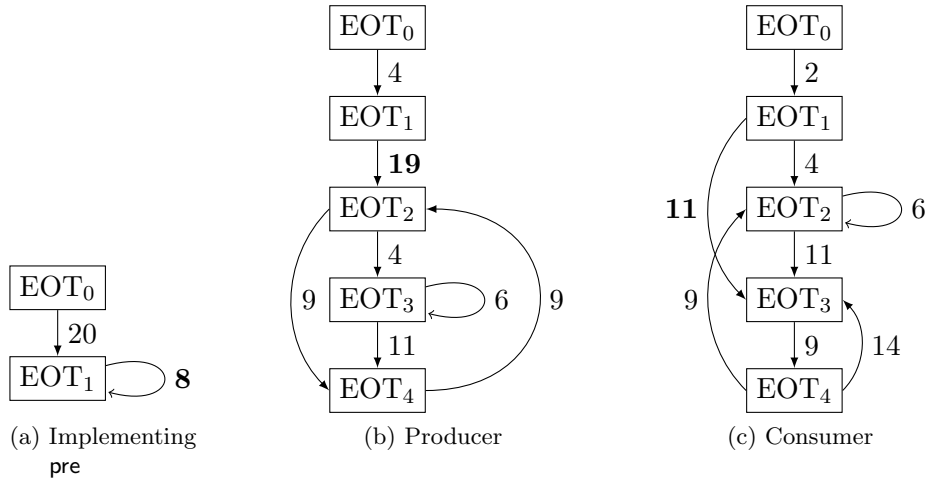 EOT0
20
EOT1
8
(a) Implementing
pre
EOT0
4
EOT1
19
EOT2
9
4
9
EOT3
6
11
EOT4
(b) Producer
EOT0
2
EOT1
11
4
EOT2
6
9
11
EOT3
9
14
EOT4
(c) Consumer